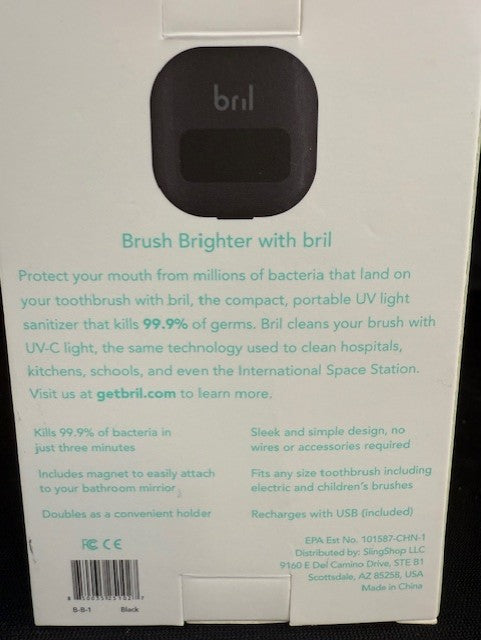 bril
Brush Brighter with bril
Protect your mouth from millions of bacteria that land on
your toothbrush with bril, the compact, portable UV light
sanitizer that kills 99.9% of germs. Bril cleans your brush with
UV-C light, the same technology used to clean hospitals,
kitchens, schools, and even the International Space Station.
Visit us at getbril.com to learn more.
Kills 99.9% of bacteria in
just three minutes
Includes magnet to easily attach
to your bathroom mirror
Doubles as a convenient holder
Sleek and simple design, no
wires or accessories required
Fits any size toothbrush including
electric and children's brushes
Recharges with USB (included)
FC CE
B-B-1 Black
EPA Est No. 101587-CHN-1
Distributed by: SlingShop LLC
9160 E Del Camino Drive, STE B1
Scottsdale, AZ 85258, USA
Made in China